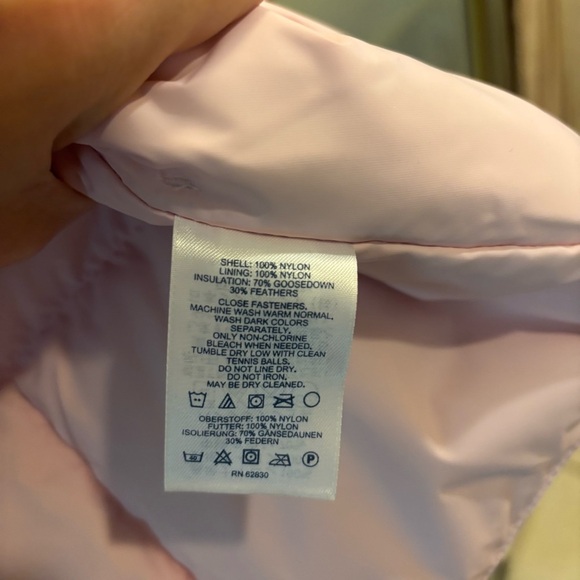 SHELL: 100% NYLON
LINING: 100% NYLON
INSULATION: 70% GOOSEDOWN
30% FEATHERS
CLOSE FASTENERS.
MACHINE WASH WARM NORMAL.
WASH DARK COLORS
SEPARATELY.
ONLY NON-CHLORINE
BLEACH WHEN NEEDED.
TUMBLE DRY LOW WITH CLEAN
TENNIS BALLS.
DO NOT LINE DRY.
DO NOT IRON.
MAY BE DRY CLEANED.
OBERSTOFF: 100% NYLON
FUTTER: 100% NYLON
ISOLIERUNG: 70% GÄNSEDAUNEN
30% FEDERN
40 P
RN 62830